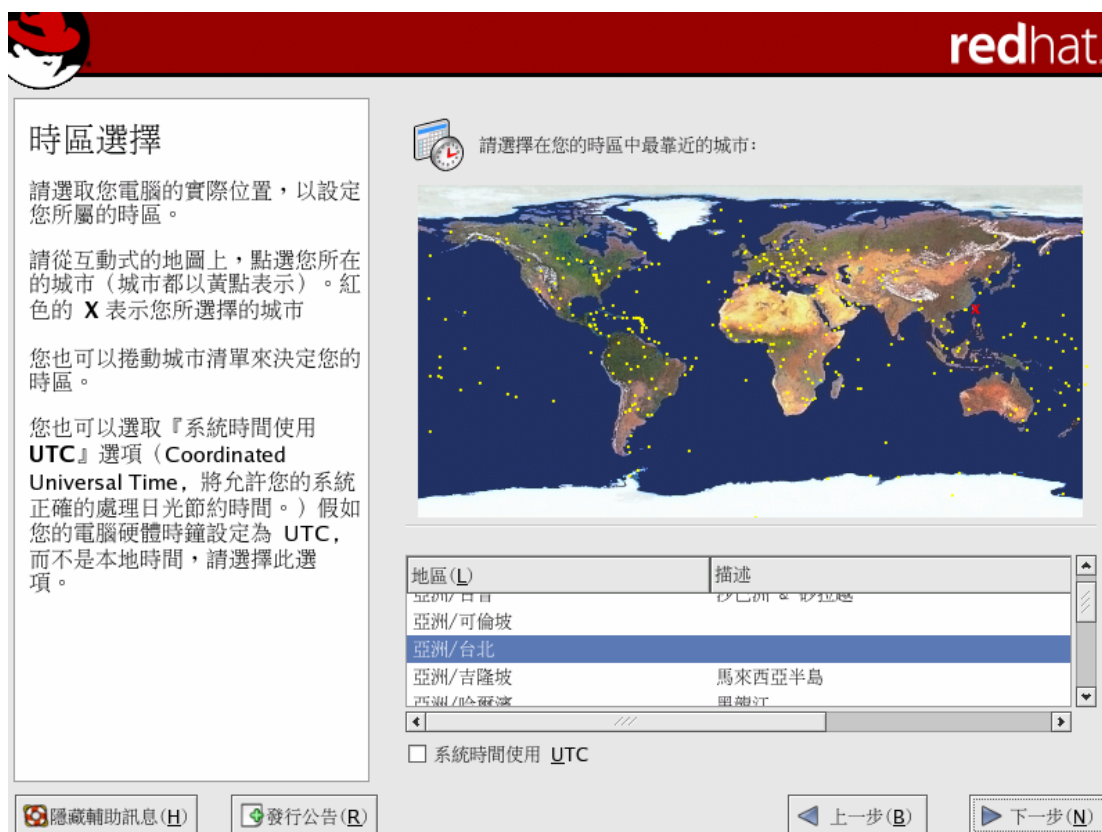 redhat.
時區選擇
請選取您電腦的實際位置，以設定
您所屬的時區。
請從互動式的地圖上，點選您所在
的城市（城市都以黃點表示）。紅
色的 X 表示您所選擇的城市
您也可以捲動城市清單來決定您的
時區。
您也可以選取『系統時間使用
UTC』選項（Coordinated
Universal Time, 將允許您的系統
正確的處理日光節約時間。）假如
您的電腦硬體時鐘設定為 UTC,
而不是本地時間，請選擇此選
項。
請選擇在您的時區中最靠近的城市：
X
地區(L) 描述
亞洲/可倫坡
亞洲/台北
亞洲/吉隆坡 馬來西亞半島
亞洲/哈爾濱 黑龍江
系統時間使用 UTC
隱藏輔助訊息(H) 發行公告(R) 上一步(B) 下一步(N)